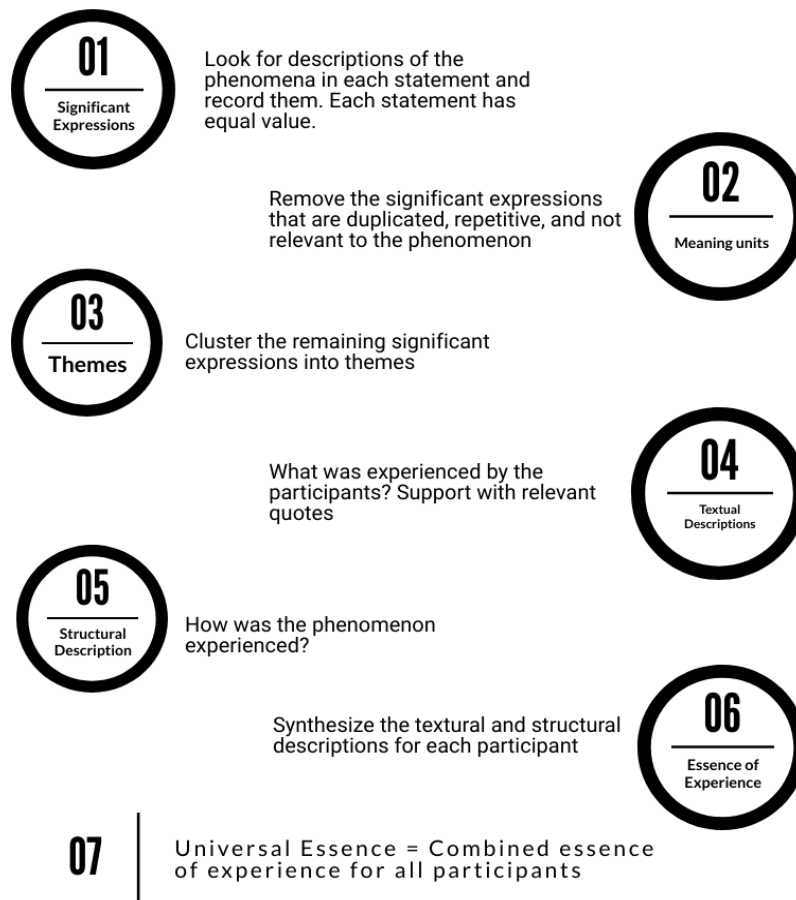 01
Significant
Expressions
Look for descriptions of the
phenomena in each statement and
record them. Each statement has
equal value.
02
Meaning units
Remove the significant expressions
that are duplicated, repetitive, and not
relevant to the phenomenon
03
Themes
Cluster the remaining significant
expressions into themes
04
Textual
Descriptions
What was experienced by the
participants? Support with relevant
quotes
05
Structural
Description
How was the phenomenon
experienced?
06
Essence of
Experience
Synthesize the textural and structural
descriptions for each participant
07
Universal Essence = Combined essence
of experience for all participants